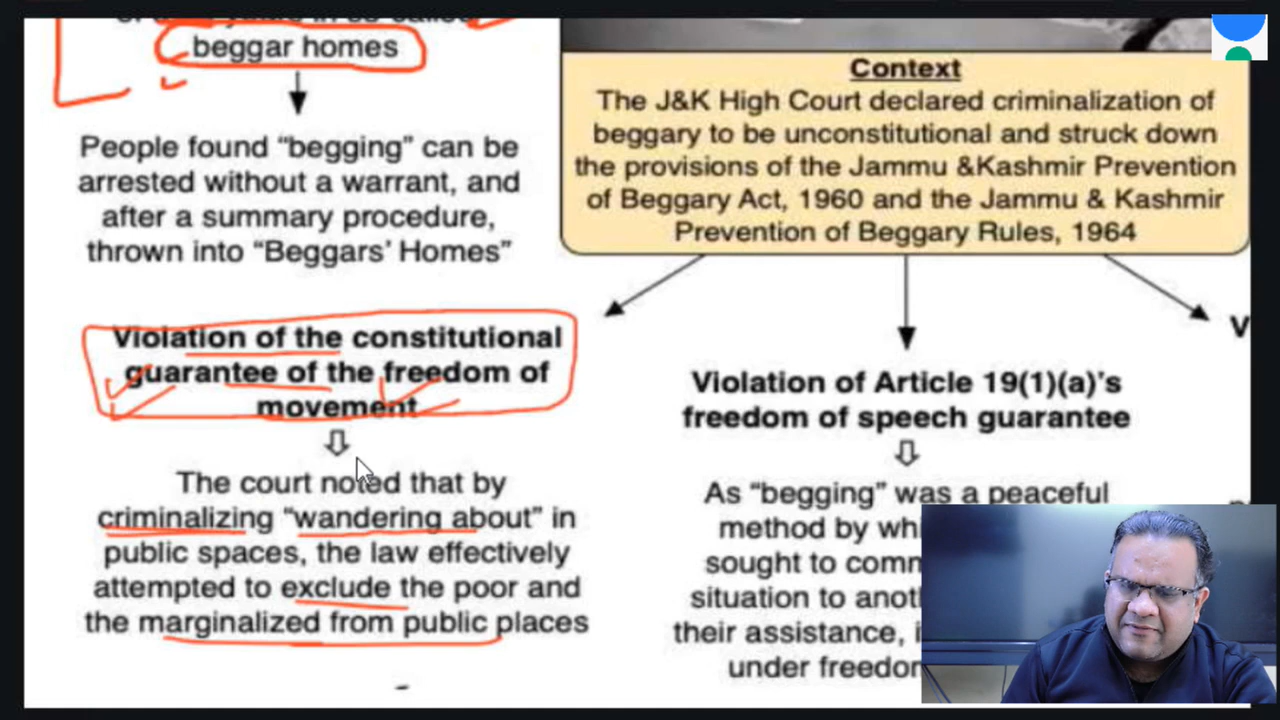 beggar homes
People found “begging” can be
arrested without a warrant, and
after a summary procedure,
thrown into “Beggars’ Homes”
Violation of the constitutional
guarantee of the freedom of
movement
The court noted that by
criminalizing “wandering about” in
public spaces, the law effectively
attempted to exclude the poor and
the marginalized from public places
Context
The J&K High Court declared criminalization of
beggary to be unconstitutional and struck down
the provisions of the Jammu &Kashmir Prevention
of Beggary Act, 1960 and the Jammu & Kashmir
Prevention of Beggary Rules, 1964
Violation of Article 19(1)(a)’s
freedom of speech guarantee
As “begging” was a peaceful
method by
sought to
situation to
their assistance,
under
V